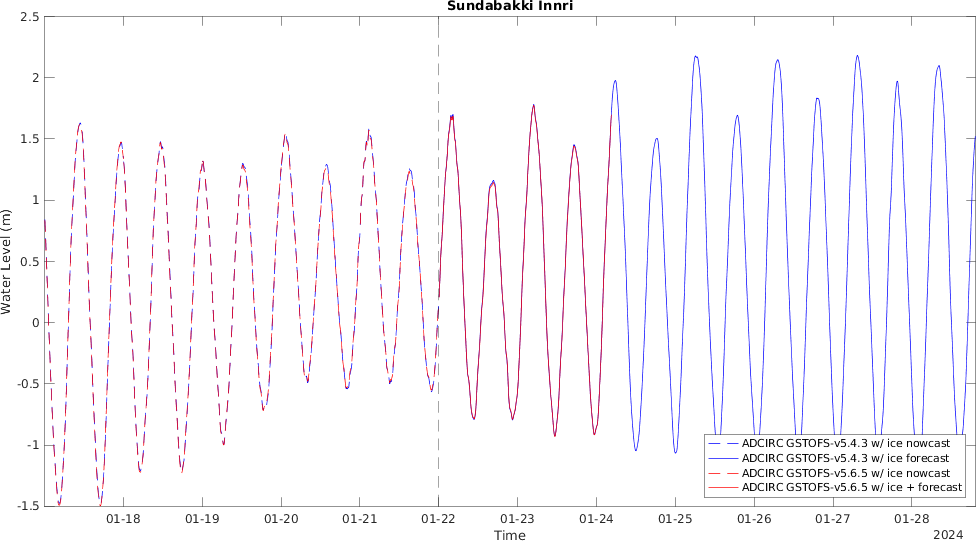 Sundabakki Innri
2.5
2
1.5
1
0.5
0
-0.5
-1
-1.5
Water Level (m)
01-18 01-19 01-20 01-21 01-22 01-23 01-24 01-25 01-26 01-27 01-28
Time
2024
ADCIRC GSTOFS-v5.4.3 w/ ice nowcast
ADCIRC GSTOFS-v5.4.3 w/ ice forecast
ADCIRC GSTOFS-v5.6.5 w/ ice nowcast
ADCIRC GSTOFS-v5.6.5 w/ ice + forecast